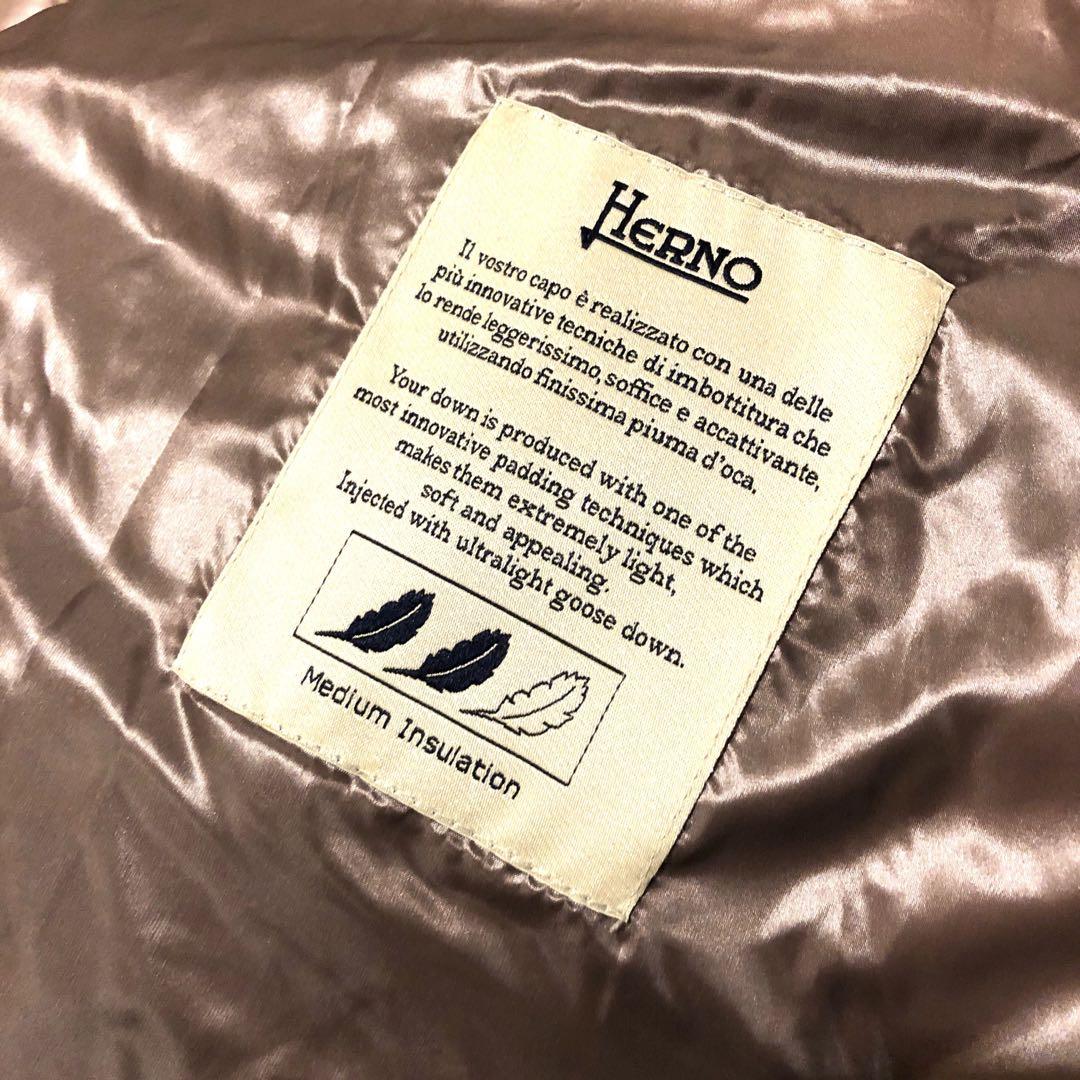 HERNO
Il vostro capo è realizzato con una delle
più innovative tecniche di imbottitura che
lo rende leggerissimo, soffice e accattivante,
utilizzando finissima piuma d'oca.
Your down is produced with one of the
most innovative padding techniques which
makes them extremely light,
soft and appealing.
Injected with ultralight goose down.
Medium Insulation